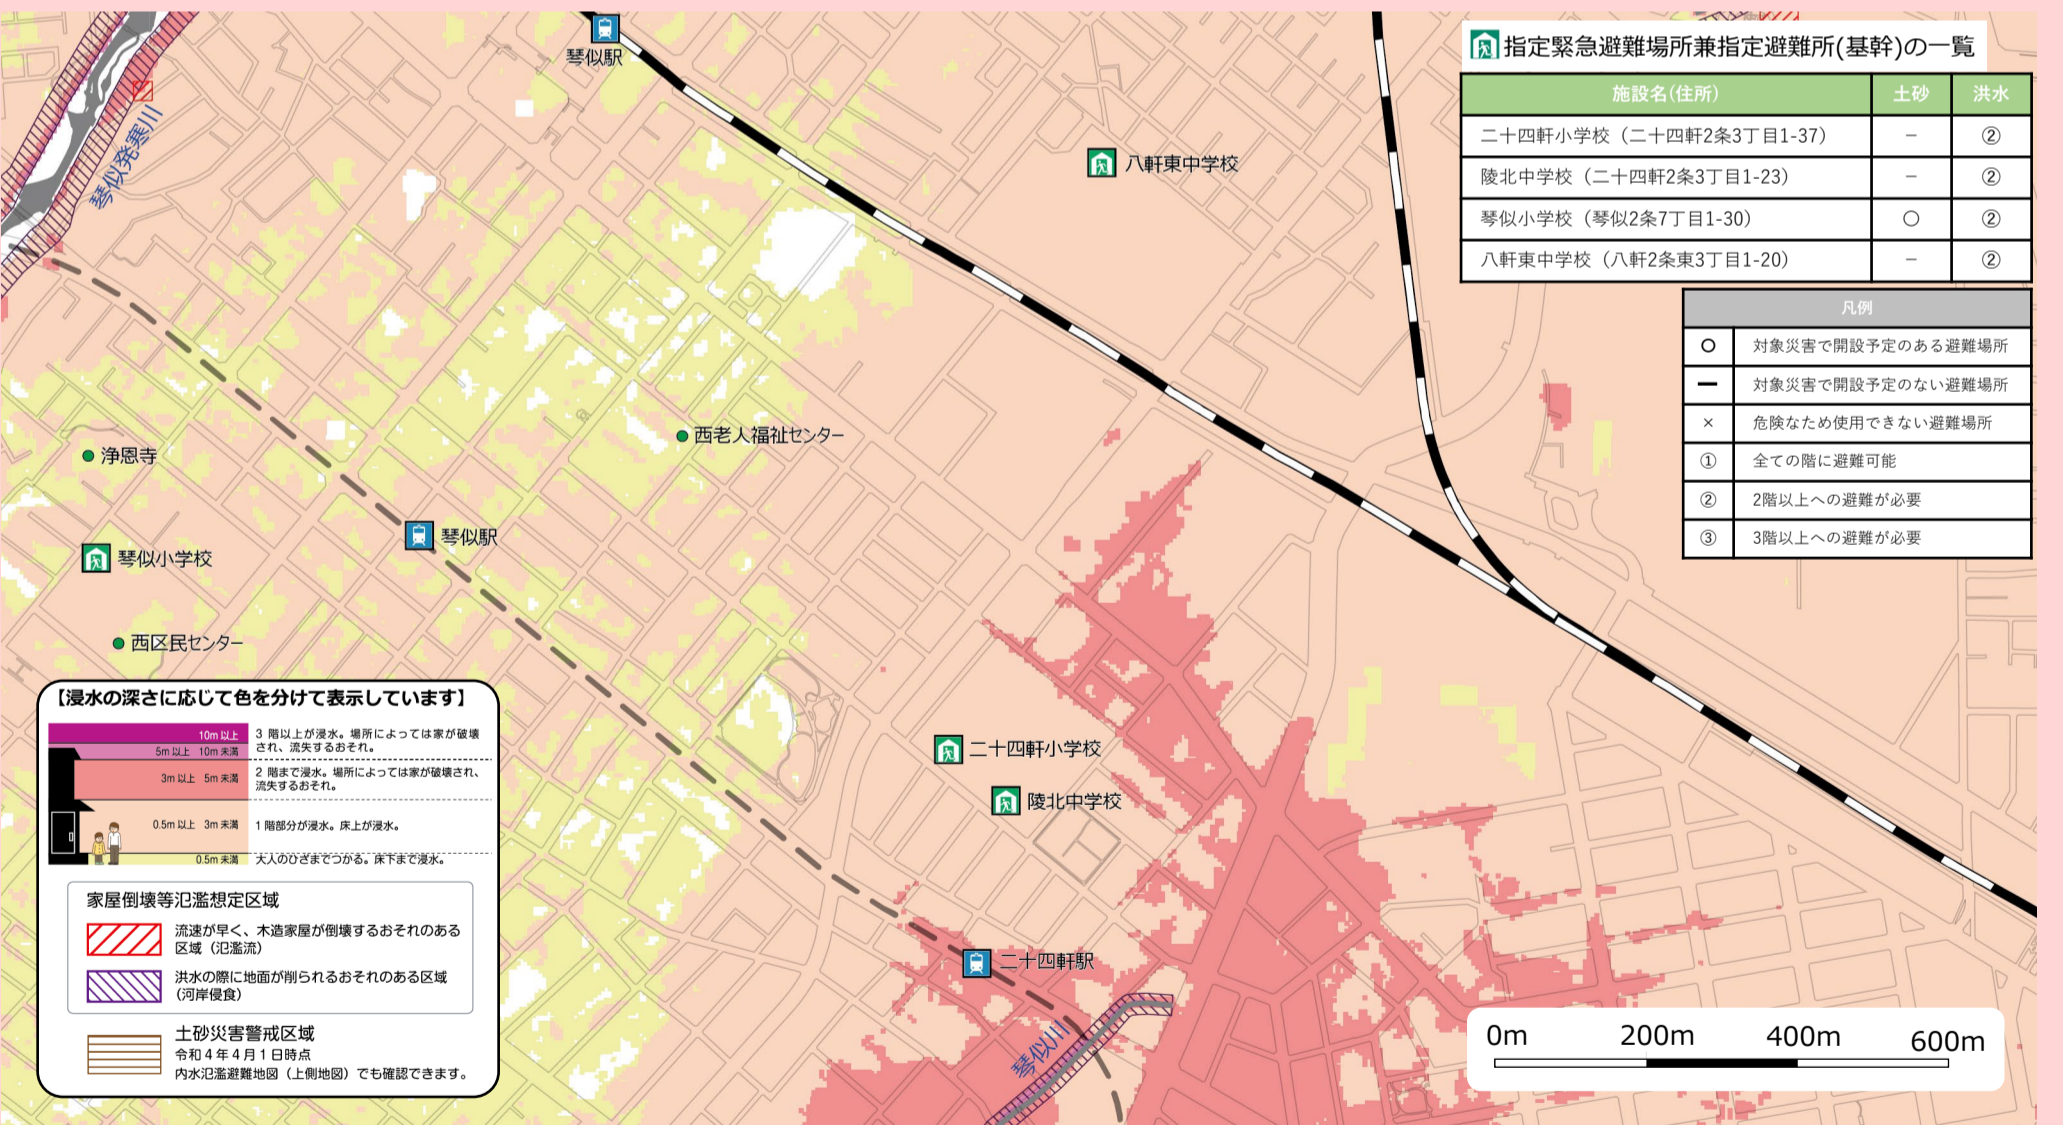 琴似駅
琴似発寒川
八軒東中学校
西老人福祉センター
浄恩寺
琴似駅
琴似小学校
西区民センター
二十四軒小学校
陵北中学校
二十四軒駅
琴似川
指定緊急避難場所兼指定避難所(基幹)の一覧
施設名(住所) 土砂 洪水
二十四軒小学校（二十四軒2条3丁目1-37） － ②
陵北中学校（二十四軒2条3丁目1-23） － ②
琴似小学校（琴似2条7丁目1-30） ○ ②
八軒東中学校（八軒2条東3丁目1-20） － ②
凡例
○ 対象災害で開設予定のある避難場所
ー 対象災害で開設予定のない避難場所
× 危険なため使用できない避難場所
① 全ての階に避難可能
② 2階以上への避難が必要
③ 3階以上への避難が必要
【浸水の深さに応じて色を分けて表示しています】
10m以上 3 階以上が浸水。場所によっては家が破壊
され、流失するおそれ。
5m以上 10m未満
3m以上 5m未満 2 階まで浸水。場所によっては家が破壊され、
流失するおそれ。
0.5m以上 3m未満 1階部分が浸水。床上が浸水。
0.5m未満 大人のひざまでつかる。床下まで浸水。
家屋倒壊等氾濫想定区域
流速が早く、木造家屋が倒壊するおそれのある
区域（氾濫流）
洪水の際に地面が削られるおそれのある区域
（河岸侵食）
土砂災害警戒区域
令和４年４月１日時点
内水氾濫避難地図（上側地図）でも確認できます。
0m 200m 400m 600m